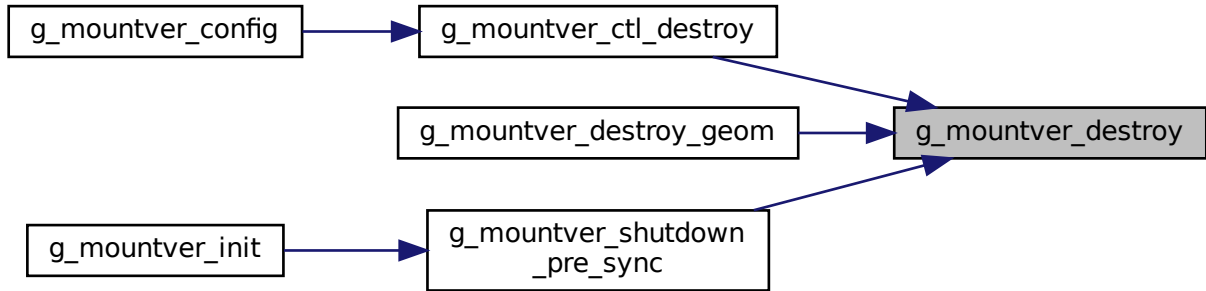 g_mountver_config
g_mountver_ctl_destroy
g_mountver_destroy_geom
g_mountver_destroy
g_mountver_init
g_mountver_shutdown
_pre_sync